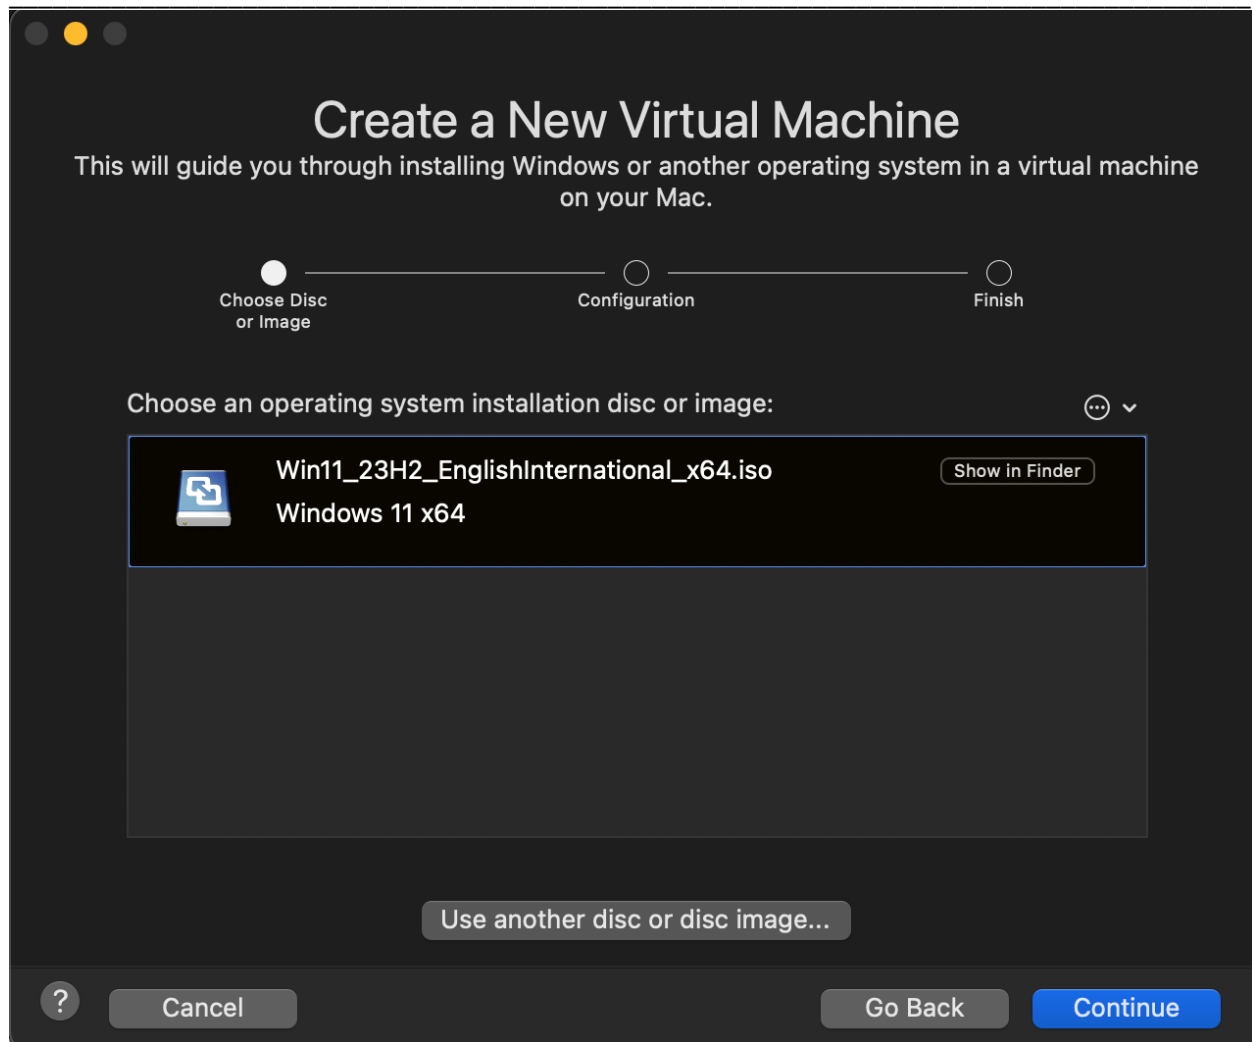 Create a New Virtual Machine
This will guide you through installing Windows or another operating system in a virtual machine
on your Mac.
Choose Disc
or Image
Configuration
Finish
Choose an operating system installation disc or image:
Win11_23H2_EnglishInternational_x64.iso
Show in Finder
Windows 11 x64
Use another disc or disc image...
?
Cancel
Go Back
Continue